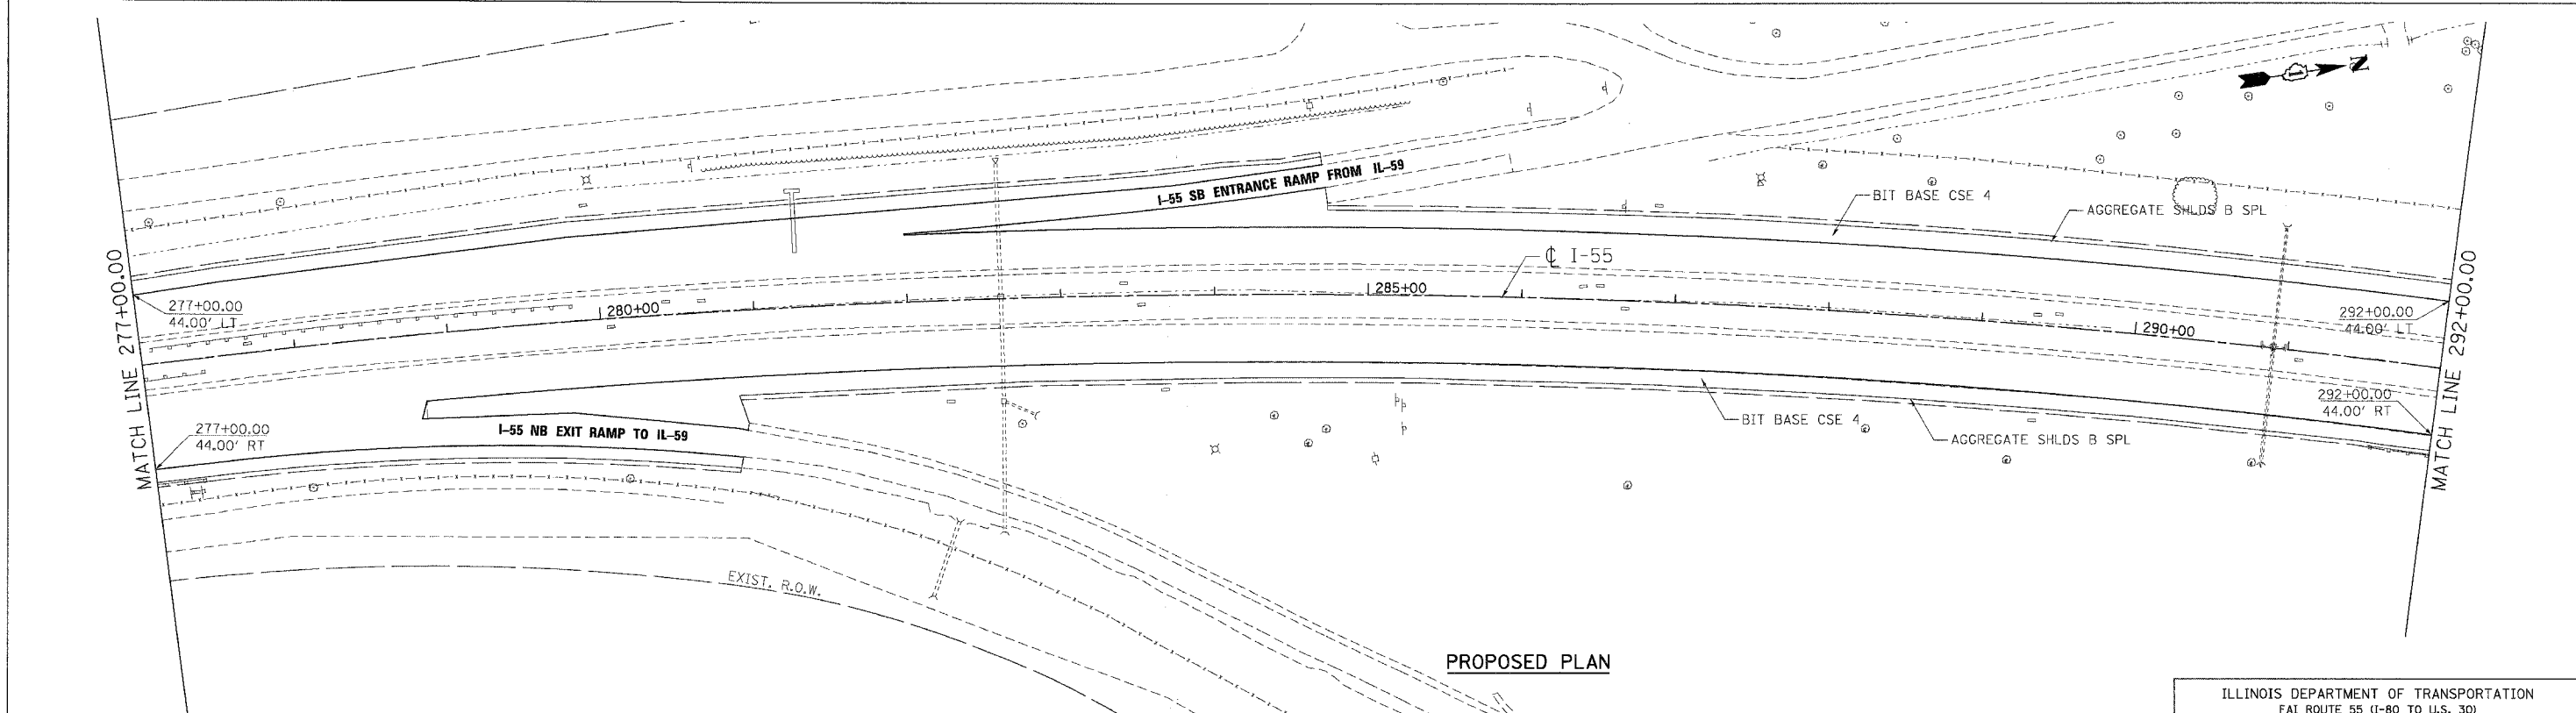 N
I-55 SB ENTRANCE RAMP FROM IL-59
BIT BASE CSE 4
AGGREGATE SHLDS B SPL
℄ I-55
MATCH LINE 277+00.00
277+00.00
44.00' LT
280+00
285+00
290+00
292+00.00
44.00' LT
MATCH LINE 292+00.00
277+00.00
44.00' RT
I-55 NB EXIT RAMP TO IL-59
BIT BASE CSE 4
AGGREGATE SHLDS B SPL
292+00.00
44.00' RT
EXIST. R.O.W.
PROPOSED PLAN
ILLINOIS DEPARTMENT OF TRANSPORTATION
FAI ROUTE 55 (I-80 TO U.S. 30)